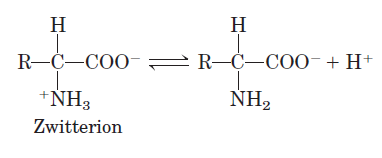 H H
R—C—COO⁻ ⇌ R—C—COO⁻ + H⁺
⁺NH₃ NH₂
Zwitterion